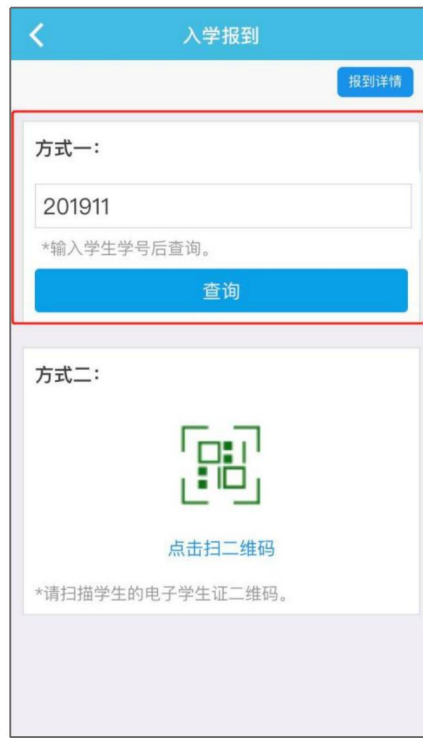 入学报到
报到详情
方式一：
201911
*输入学生学号后查询。
查询
方式二：
点击扫二维码
*请扫描学生的电子学生证二维码。